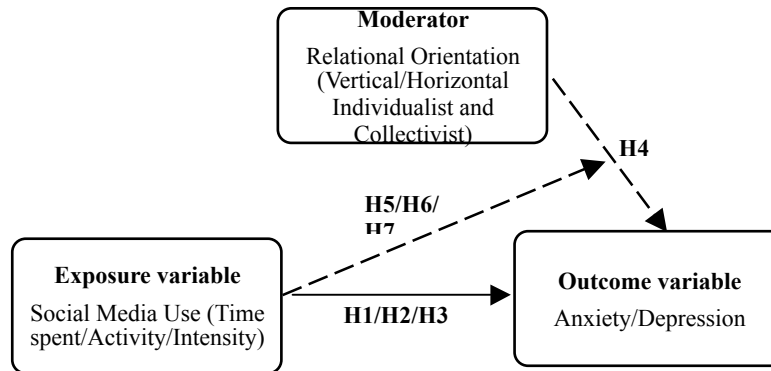 Moderator
Relational Orientation
(Vertical/Horizontal
Individualist and
Collectivist)
H4
H5/H6/
H7
Exposure variable
Social Media Use (Time
spent/Activity/Intensity)
H1/H2/H3
Outcome variable
Anxiety/Depression